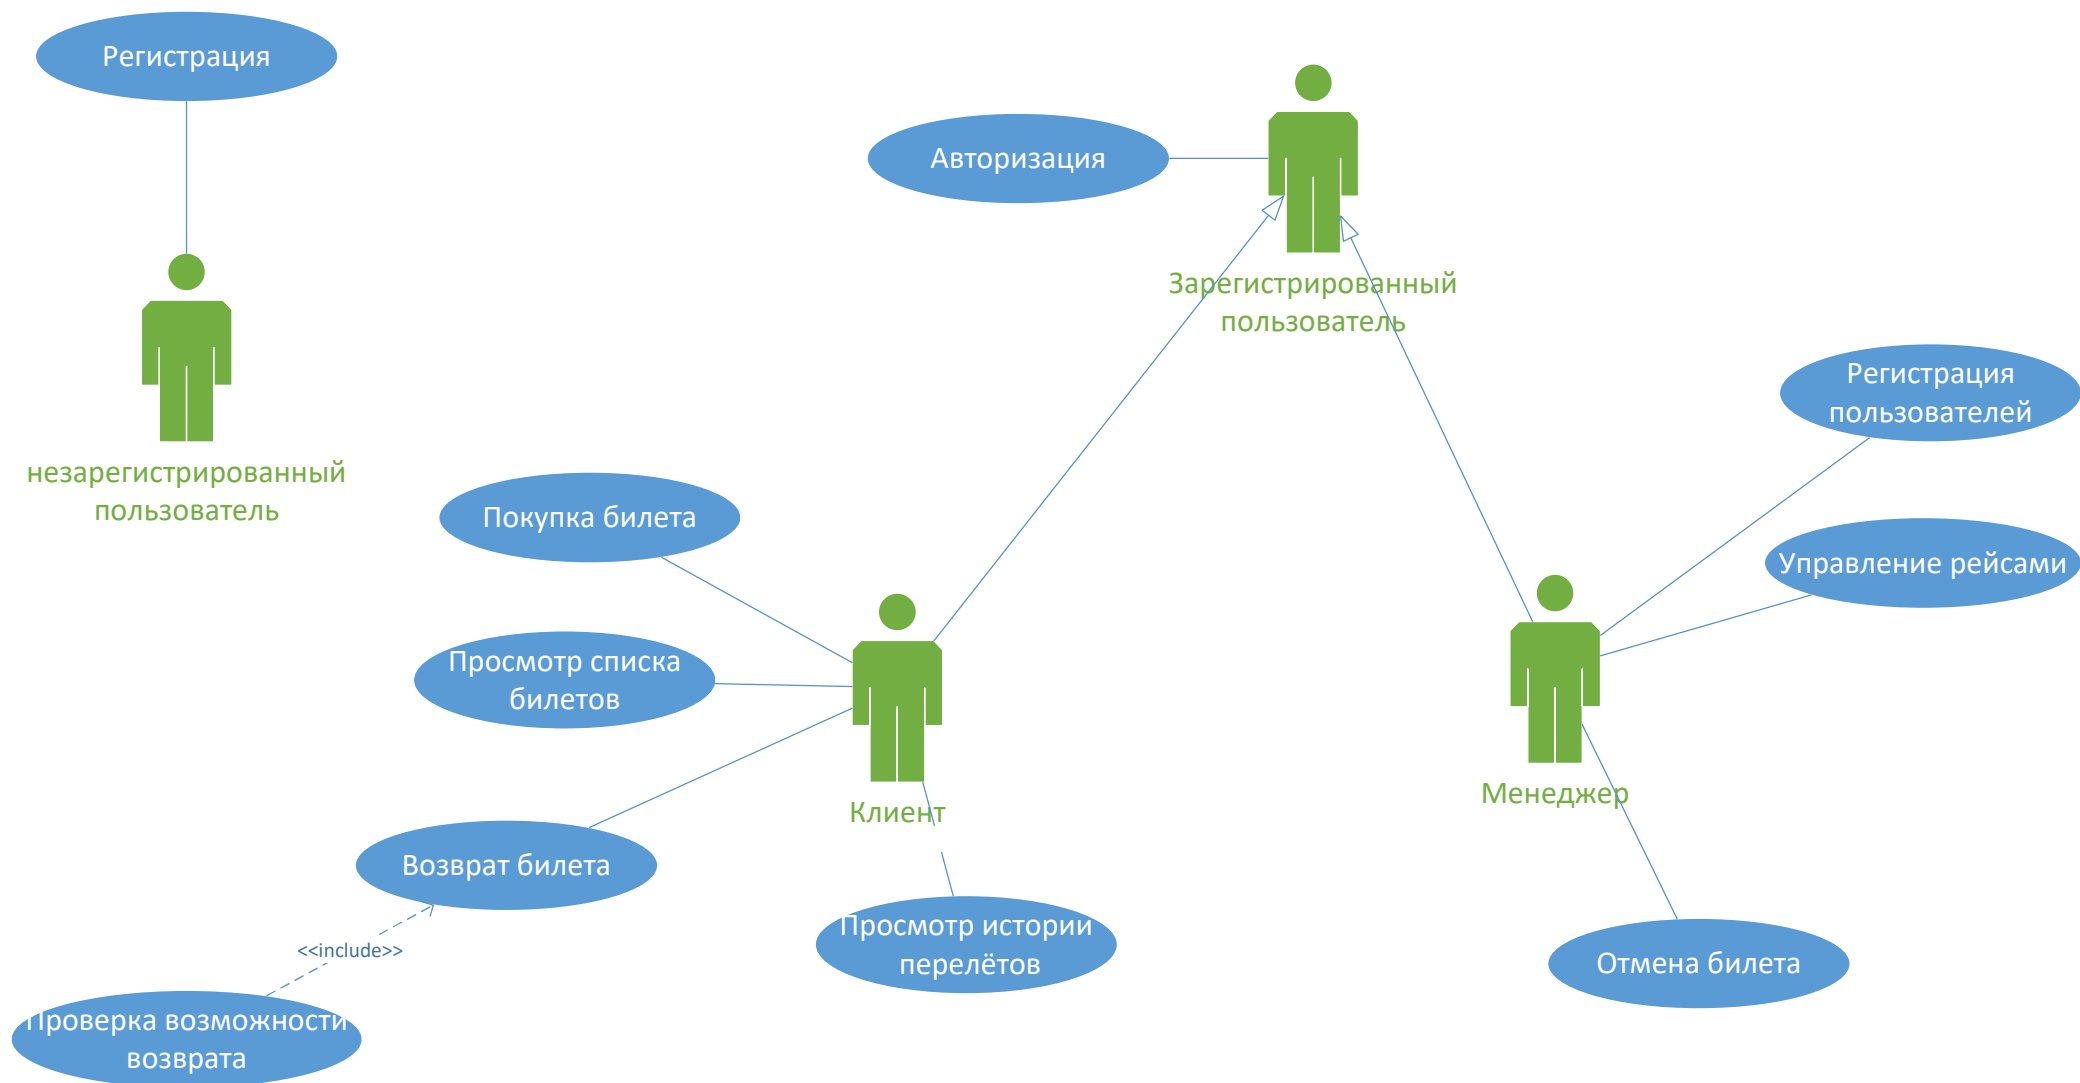 Регистрация
Авторизация
Зарегистрированный
пользователь
Регистрация
пользователей
незарегистрированный
пользователь
Покупка билета
Управление рейсами
Просмотр списка
билетов
Менеджер
Клиент
Возврат билета
Просмотр истории
перелётов
<<include>>
Отмена билета
Проверка возможности
возврата